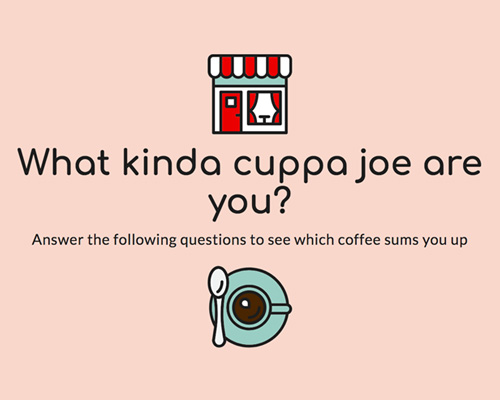 What kinda cuppa joe are
you?
Answer the following questions to see which coffee sums you up